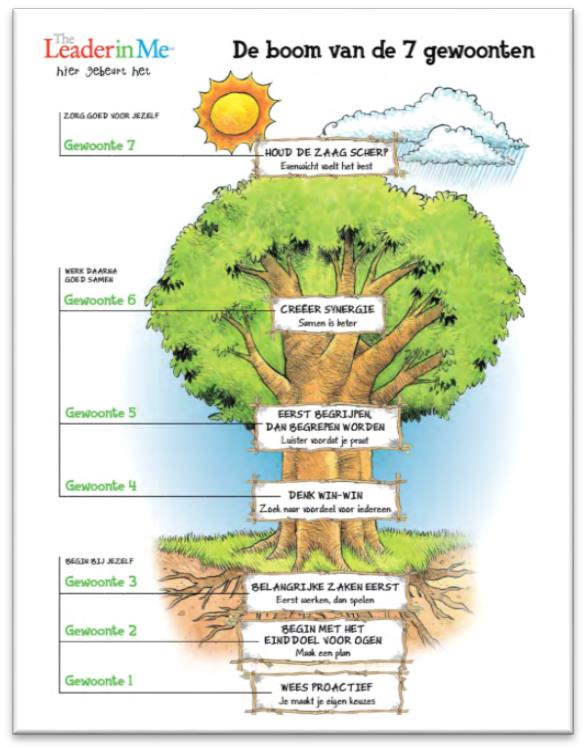 The
Leader in Me™
hier gebeurt het
De boom van de 7 gewoonten
ZORG GOED VOOR JEZELF
Gewoonte 7
HOUD DE ZAAG SCHERP
Evenwicht voelt het best
WERK DAARNA
GOED SAMEN
Gewoonte 6
CREËER SYNERGIE
Samen is beter
Gewoonte 5
EERST BEGRIJPEN,
DAN BEGREPEN WORDEN
Luister voordat je praat
Gewoonte 4
DENK WIN-WIN
Zoek naar voordeel voor iedereen
BEGIN BIJ JEZELF
Gewoonte 3
BELANGRIJKE ZAKEN EERST
Eerst werken, dan spelen
Gewoonte 2
BEGIN MET HET
EINDDOEL VOOR OGEN
Maak een plan
Gewoonte 1
WEES PROACTIEF
Je maakt je eigen keuzes